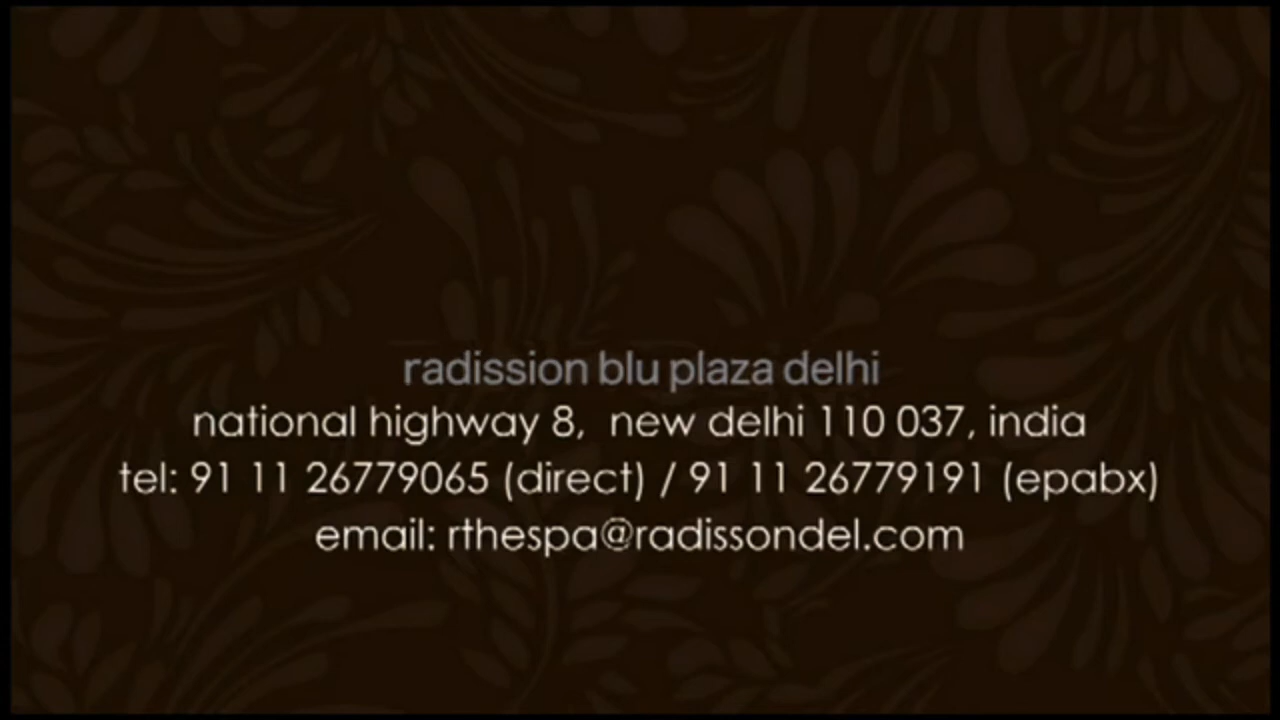 radission blu plaza delhi
national highway 8, new delhi 110 037, india
tel: 91 11 26779065 (direct) / 91 11 26779191 (epabx)
email: rthespa@radissondel.com